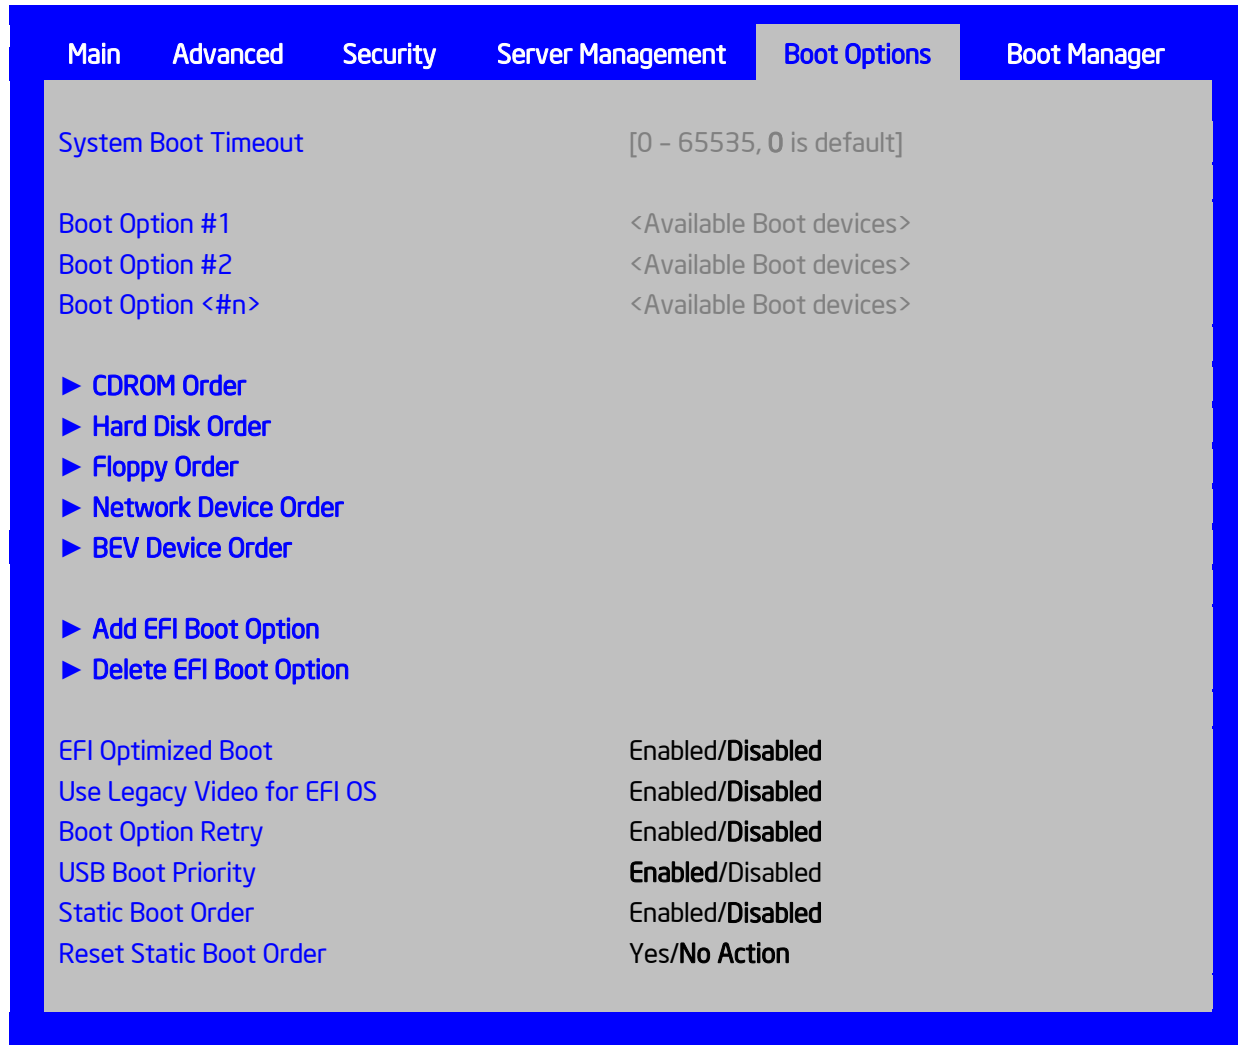 Main Advanced Security Server Management Boot Options Boot Manager
System Boot Timeout [0 – 65535, 0 is default]
Boot Option #1 <Available Boot devices>
Boot Option #2 <Available Boot devices>
Boot Option <#n> <Available Boot devices>
► CDROM Order
► Hard Disk Order
► Floppy Order
► Network Device Order
► BEV Device Order
► Add EFI Boot Option
► Delete EFI Boot Option
EFI Optimized Boot Enabled/Disabled
Use Legacy Video for EFI OS Enabled/Disabled
Boot Option Retry Enabled/Disabled
USB Boot Priority Enabled/Disabled
Static Boot Order Enabled/Disabled
Reset Static Boot Order Yes/No Action